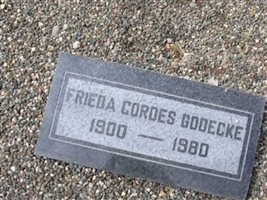 FRIEDA CORDES GODECKE
1900 — 1980